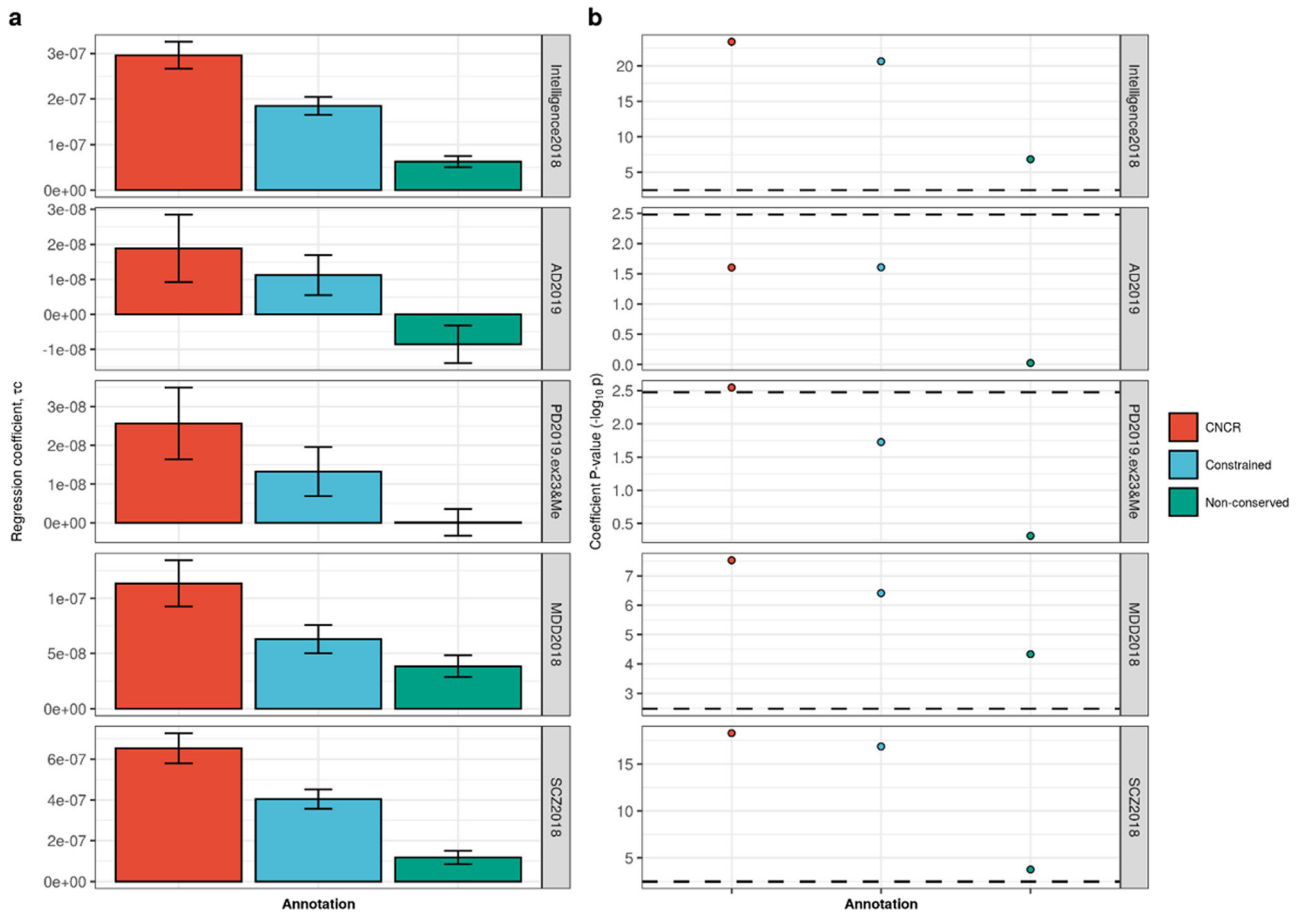 a
b
Regression coefficient, τc
3e-07
2e-07
1e-07
0e+00
Intelligence2018
3e-08
2e-08
1e-08
0e+00
-1e-08
AD2019
3e-08
2e-08
1e-08
0e+00
PD2019.ex23&Me
1e-07
5e-08
0e+00
MDD2018
6e-07
4e-07
2e-07
0e+00
SCZ2018
Annotation
Coefficient P-value (-log10 p)
20
15
10
5
Intelligence2018
2.5
2.0
1.5
1.0
0.5
0.0
AD2019
2.5
2.0
1.5
1.0
0.5
PD2019.ex23&Me
7
6
5
4
3
MDD2018
15
10
5
SCZ2018
Annotation
CNCR
Constrained
Non-conserved